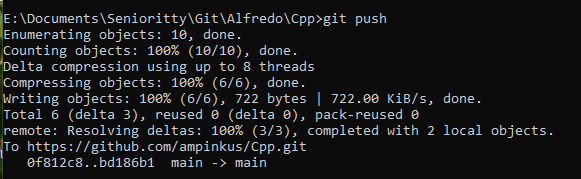 E:\Documents\Senioritty\Git\Alfredo\Cpp>git push
Enumerating objects: 10, done.
Counting objects: 100% (10/10), done.
Delta compression using up to 8 threads
Compressing objects: 100% (6/6), done.
Writing objects: 100% (6/6), 722 bytes | 722.00 KiB/s, done.
Total 6 (delta 3), reused 0 (delta 0), pack-reused 0
remote: Resolving deltas: 100% (3/3), completed with 2 local objects.
To https://github.com/ampinkus/Cpp.git
   0f812c8..bd186b1  main -> main